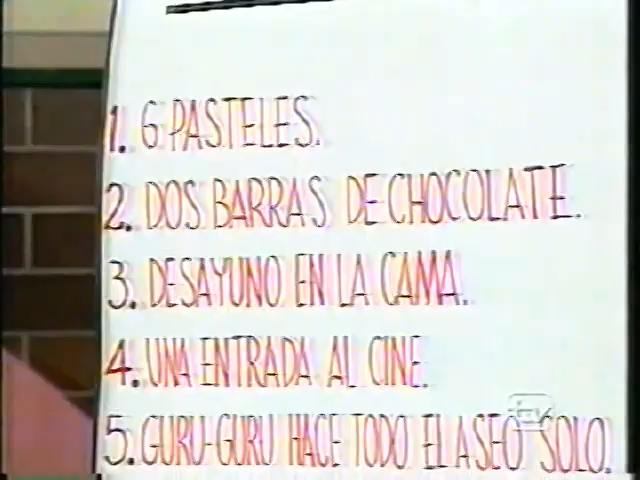 1. 6 PASTELES.
2. DOS BARRAS DE CHOCOLATE.
3. DESAYUNO EN LA CAMA.
4. UNA ENTRADA AL CINE.
5. GURU-GURU HACE TODO EL ASEO SOLO.